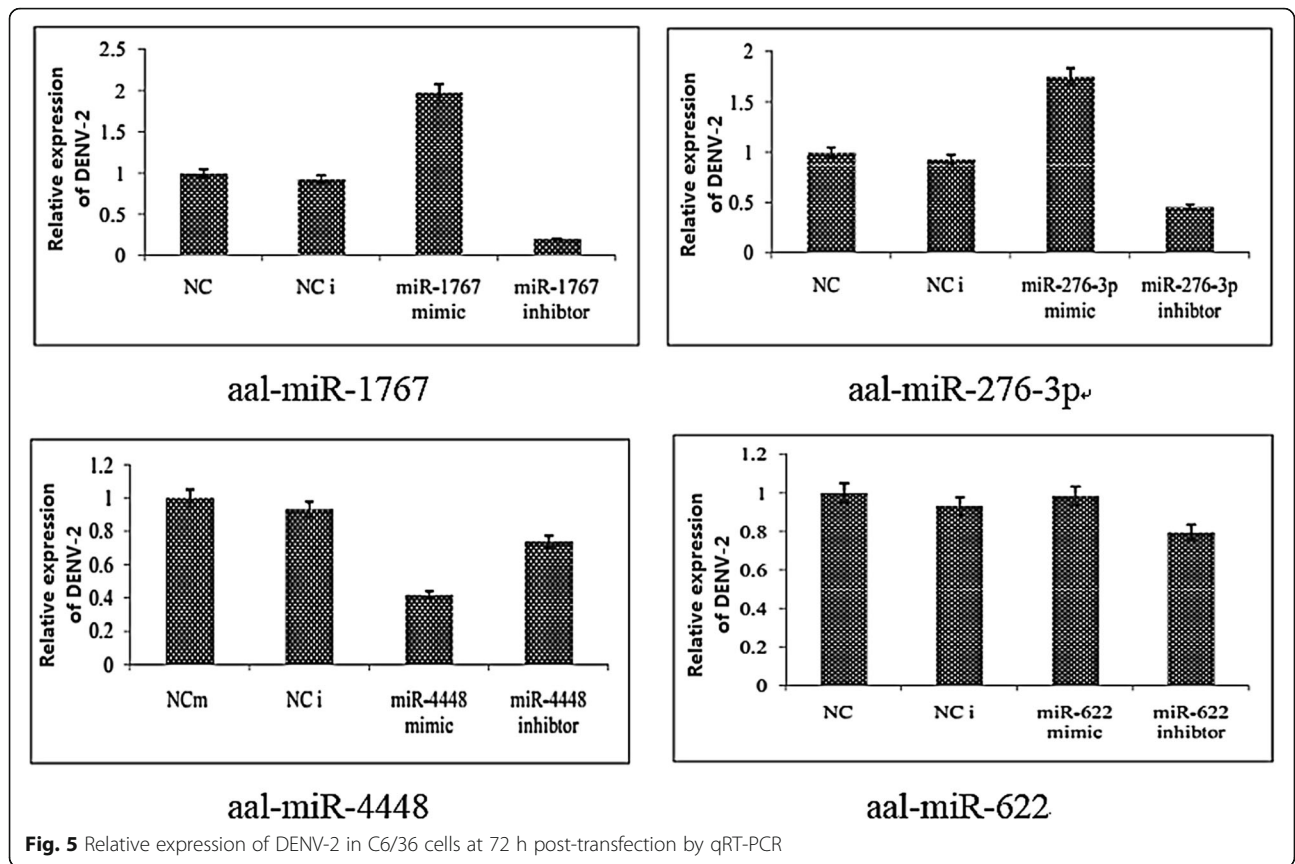 Relative expression
of DENV-2
2.5
2
1.5
1
0.5
0
NC
NC i
miR-1767
mimic
miR-1767
inhibtor
aal-miR-1767
Relative expression
of DENV-2
2
1.5
1
0.5
0
NC
NC i
miR-276-3p
mimic
miR-276-3p
inhibtor
aal-miR-276-3p↵
Relative expression
of DENV-2
1.2
1
0.8
0.6
0.4
0.2
0
NCm
NC i
miR-4448
mimic
miR-4448
inhibtor
aal-miR-4448
Relative expression
of DENV-2
1.2
1
0.8
0.6
0.4
0.2
0
NC
NC i
miR-622
mimic
miR-622
inhibtor
aal-miR-622
Fig. 5 Relative expression of DENV-2 in C6/36 cells at 72 h post-transfection by qRT-PCR